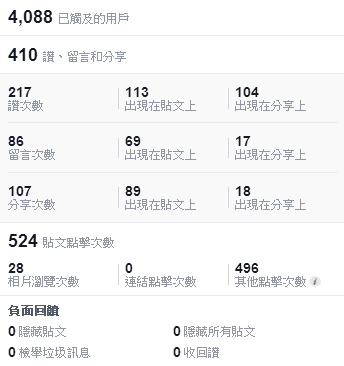 4,088 已觸及的用戶
410 讚、留言和分享
217 113 104
讚次數 出現在貼文上 出現在分享上
86 69 17
留言次數 出現在貼文上 出現在分享上
107 89 18
分享次數 出現在貼文上 出現在分享上
524 貼文點擊次數
28 0 496
相片瀏覽次數 連結點擊次數 其他點擊次數 i
負面回饋
0 隱藏貼文 0 隱藏所有貼文
0 檢舉垃圾訊息 0 收回讚